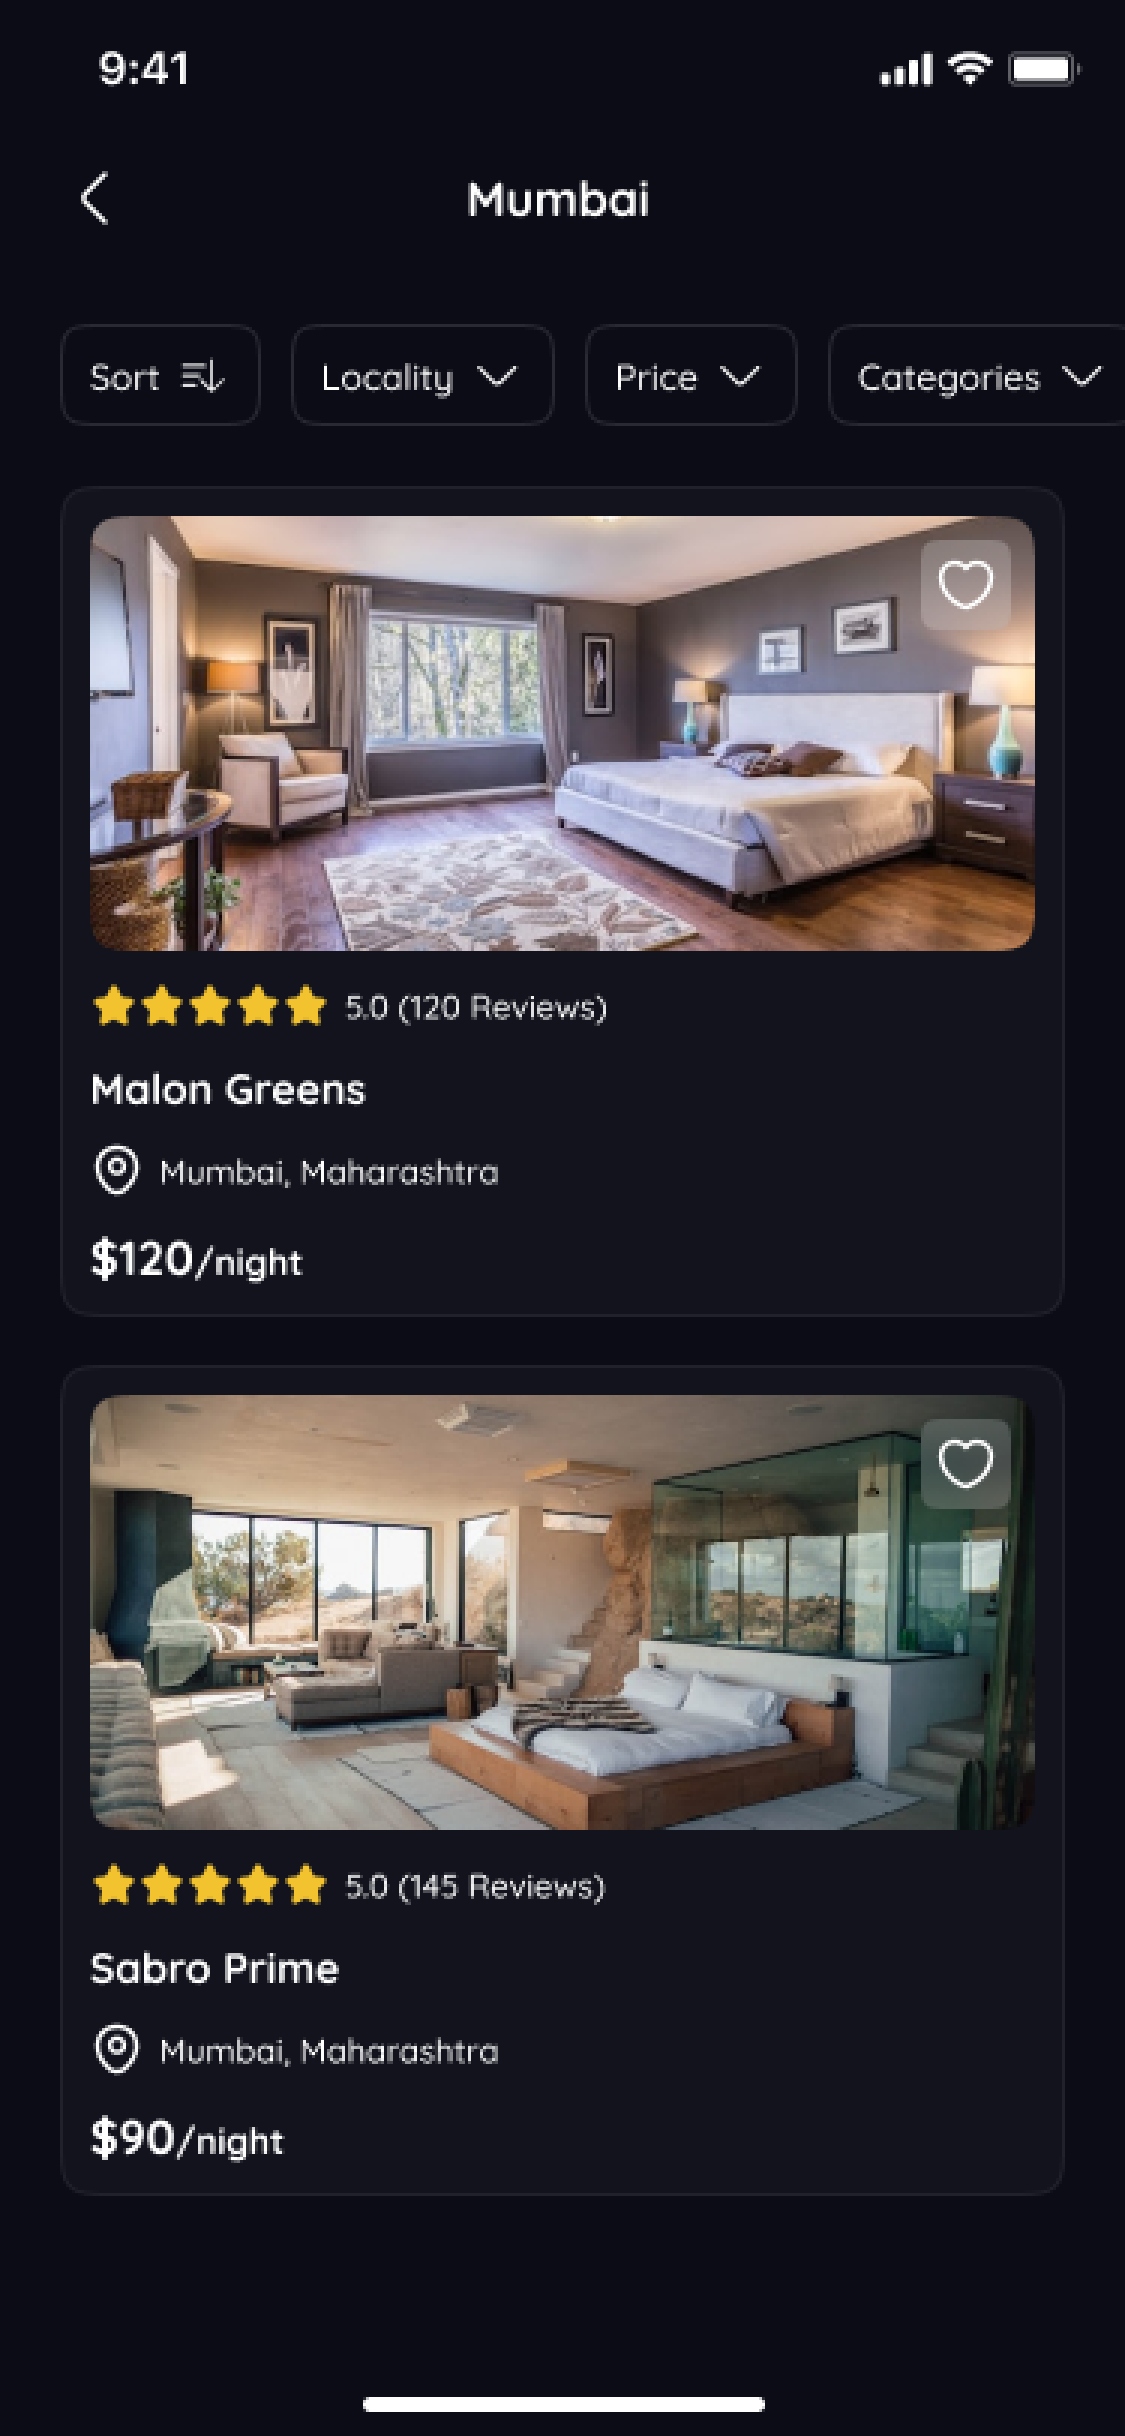 9:41
Mumbai
Sort Locality Price Categories
5.0 (120 Reviews)
Malon Greens
Mumbai, Maharashtra
$120/night
5.0 (145 Reviews)
Sabro Prime
Mumbai, Maharashtra
$90/night